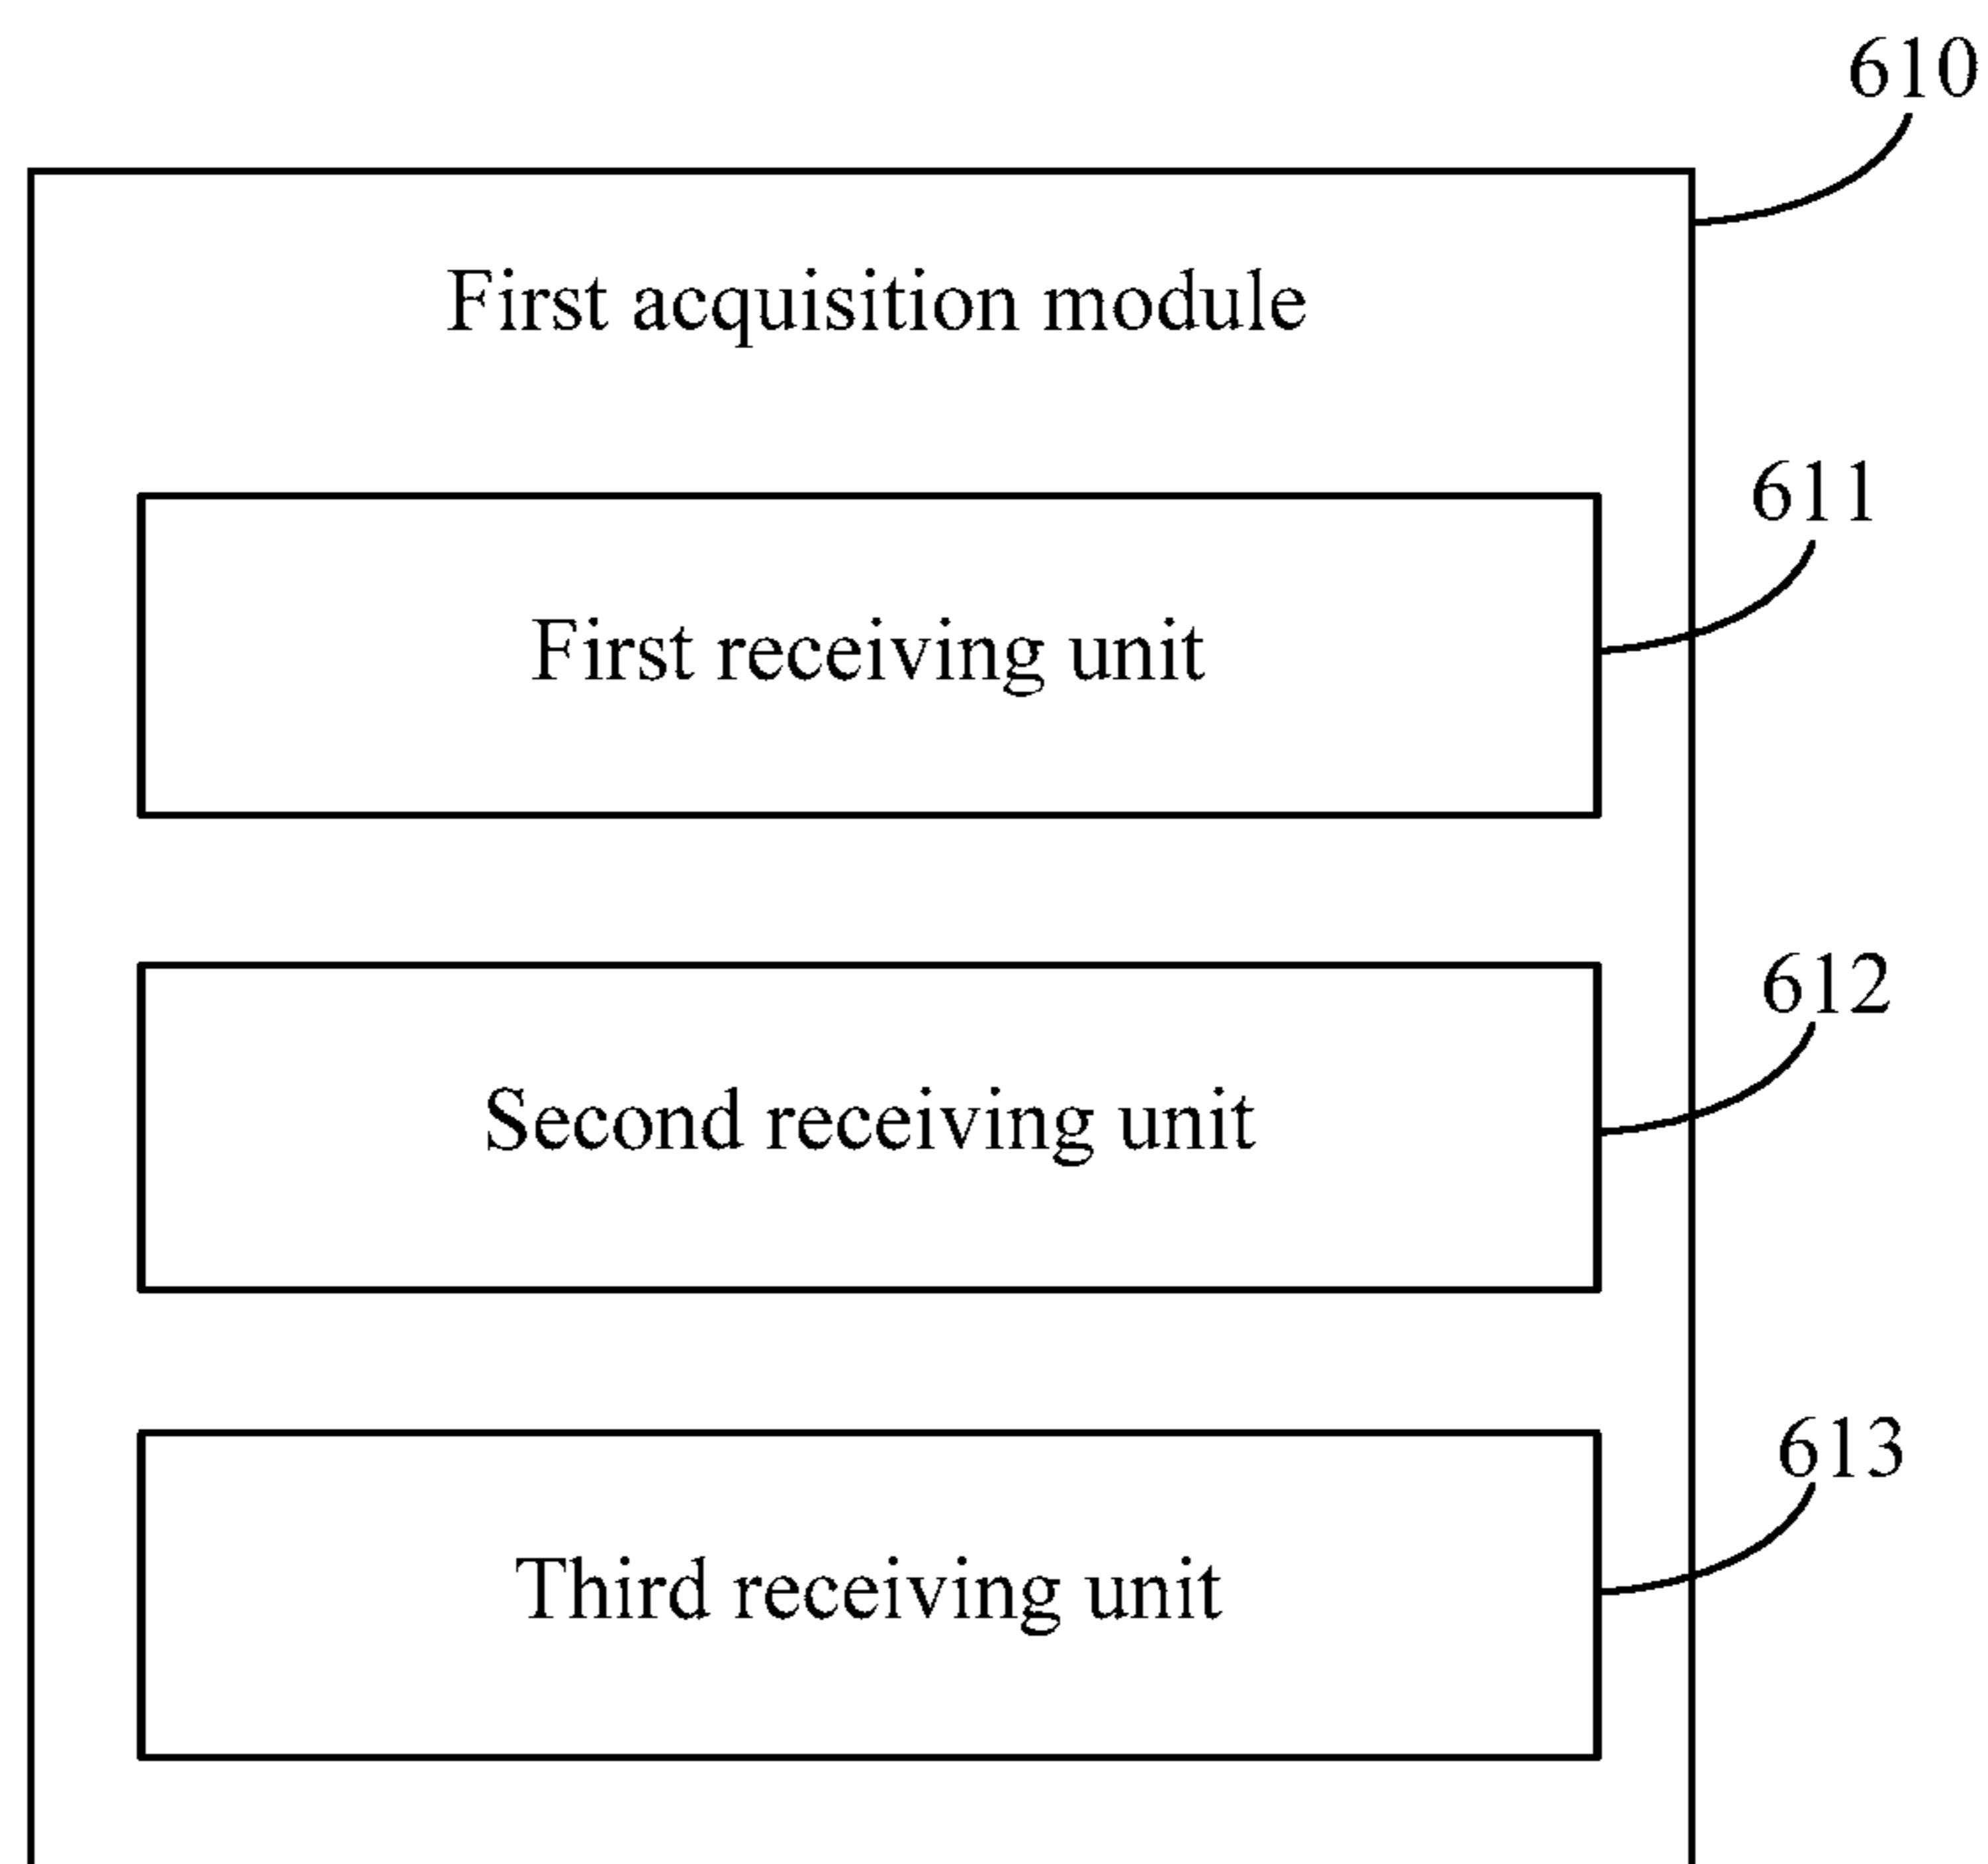 610
First acquisition module
611
First receiving unit
612
Second receiving unit
613
Third receiving unit